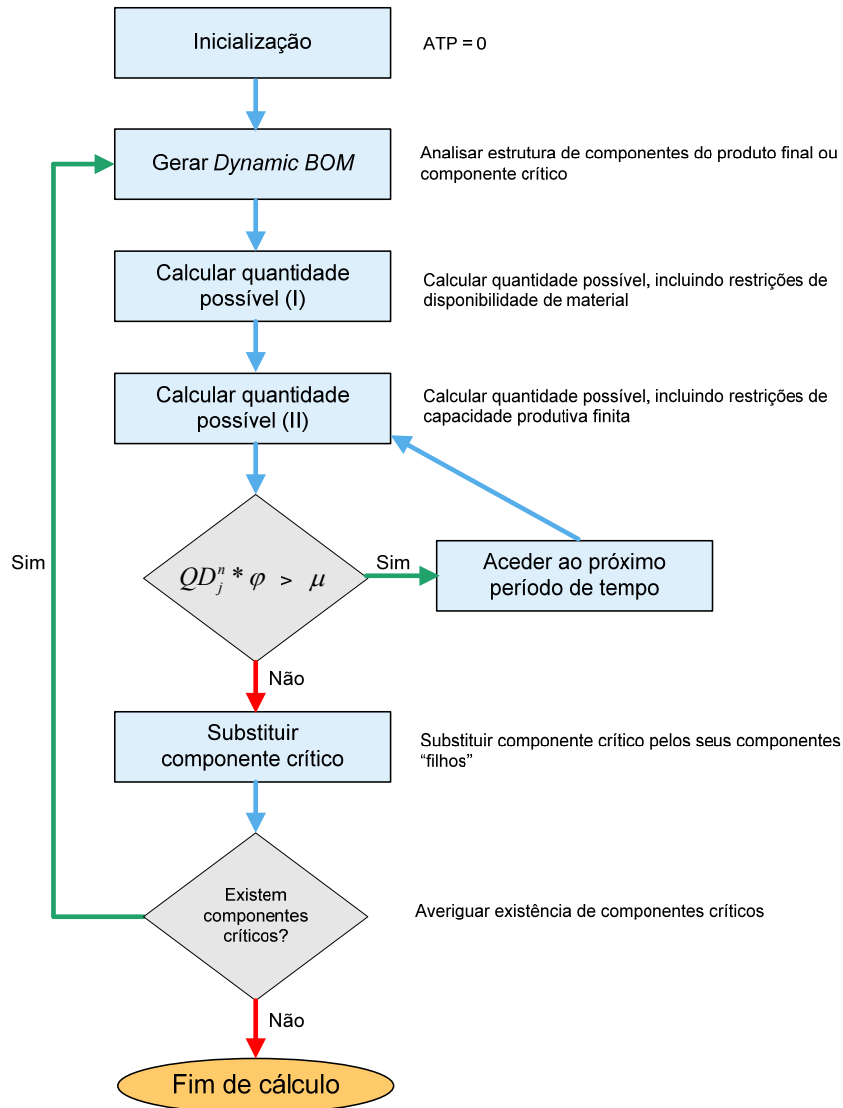 Inicialização
ATP = 0
Gerar Dynamic BOM
Analisar estrutura de componentes do produto final ou
componente crítico
Calcular quantidade
possível (I)
Calcular quantidade possível, incluindo restrições de
disponibilidade de material
Calcular quantidade
possível (II)
Calcular quantidade possível, incluindo restrições de
capacidade produtiva finita
Sim
QD_j^n * φ > μ
Sim
Aceder ao próximo
período de tempo
Não
Substituir
componente crítico
Substituir componente crítico pelos seus componentes
“filhos”
Existem
componentes
críticos?
Averiguar existência de componentes críticos
Não
Fim de cálculo